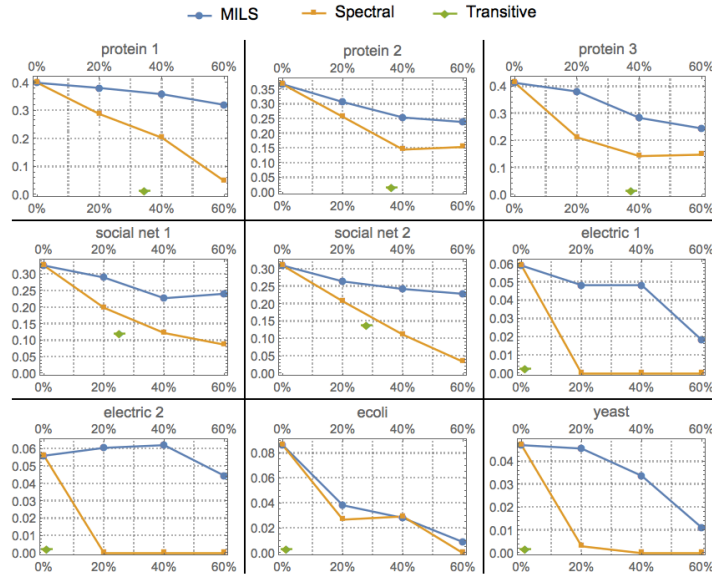 MILS Spectral Transitive
protein 1 protein 2 protein 3
0% 20% 40% 60% 0% 20% 40% 60% 0% 20% 40% 60%
0.4 0.3 0.2 0.1 0.0
0.35 0.30 0.25 0.20 0.15 0.10 0.05 0.00
0.4 0.3 0.2 0.1 0.0
0% 20% 40% 60% 0% 20% 40% 60% 0% 20% 40% 60%
social net 1 social net 2 electric 1
0% 20% 40% 60% 0% 20% 40% 60% 0% 20% 40% 60%
0.30 0.25 0.20 0.15 0.10 0.05 0.00
0.30 0.25 0.20 0.15 0.10 0.05 0.00
0.06 0.05 0.04 0.03 0.02 0.01 0.00
0% 20% 40% 60% 0% 20% 40% 60% 0% 20% 40% 60%
electric 2 ecoli yeast
0% 20% 40% 60% 0% 20% 40% 60% 0% 20% 40% 60%
0.06 0.05 0.04 0.03 0.02 0.01 0.00
0.08 0.06 0.04 0.02 0.00
0.04 0.03 0.02 0.01 0.00
0% 20% 40% 60% 0% 20% 40% 60% 0% 20% 40% 60%